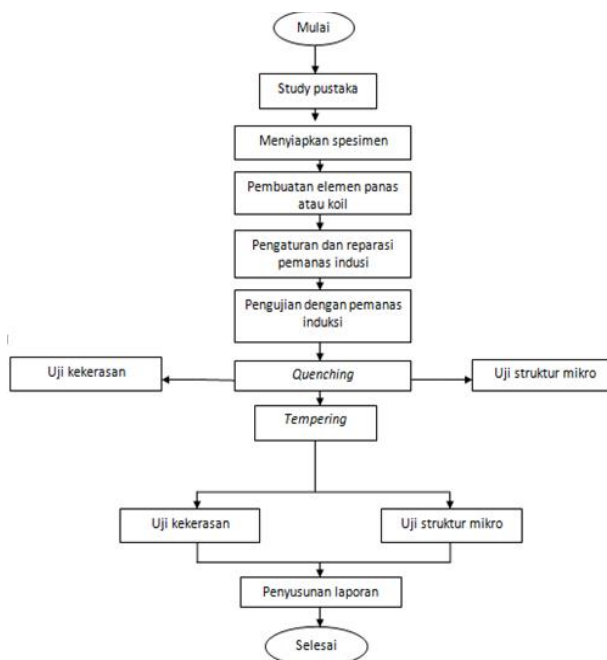 Mulai
Study pustaka
Menyiapkan spesimen
Pembuatan elemen panas
atau koil
Pengaturan dan reparasi
pemanas indusi
Pengujian dengan pemanas
induksi
Uji kekerasan
Quenching
Uji struktur mikro
Tempering
Uji kekerasan
Uji struktur mikro
Penyusunan laporan
Selesai